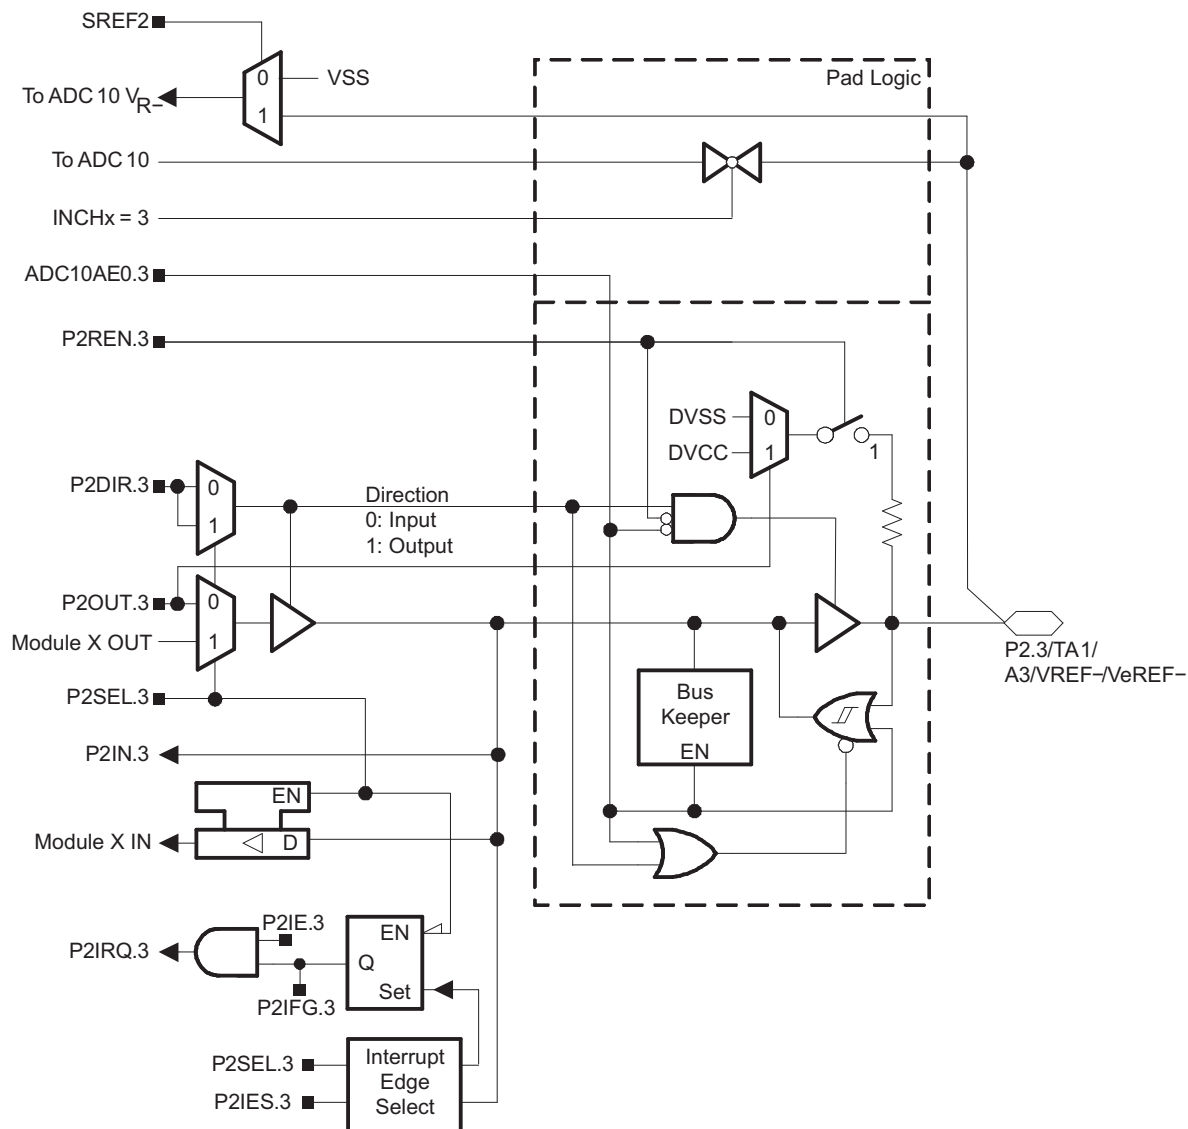 SREF2
0
VSS
Pad Logic
To ADC 10 VR−
1
To ADC 10
INCHx = 3
ADC10AE0.3
P2REN.3
DVSS
0
DVCC
1
1
P2DIR.3
0
1
Direction
0: Input
1: Output
P2OUT.3
0
Module X OUT
1
P2.3/TA1/
A3/VREF−/VeREF−
P2SEL.3
Bus
Keeper
EN
P2IN.3
EN
Module X IN
D
P2IE.3
EN
P2IRQ.3
Q
Set
P2IFG.3
P2SEL.3
P2IES.3
Interrupt
Edge
Select